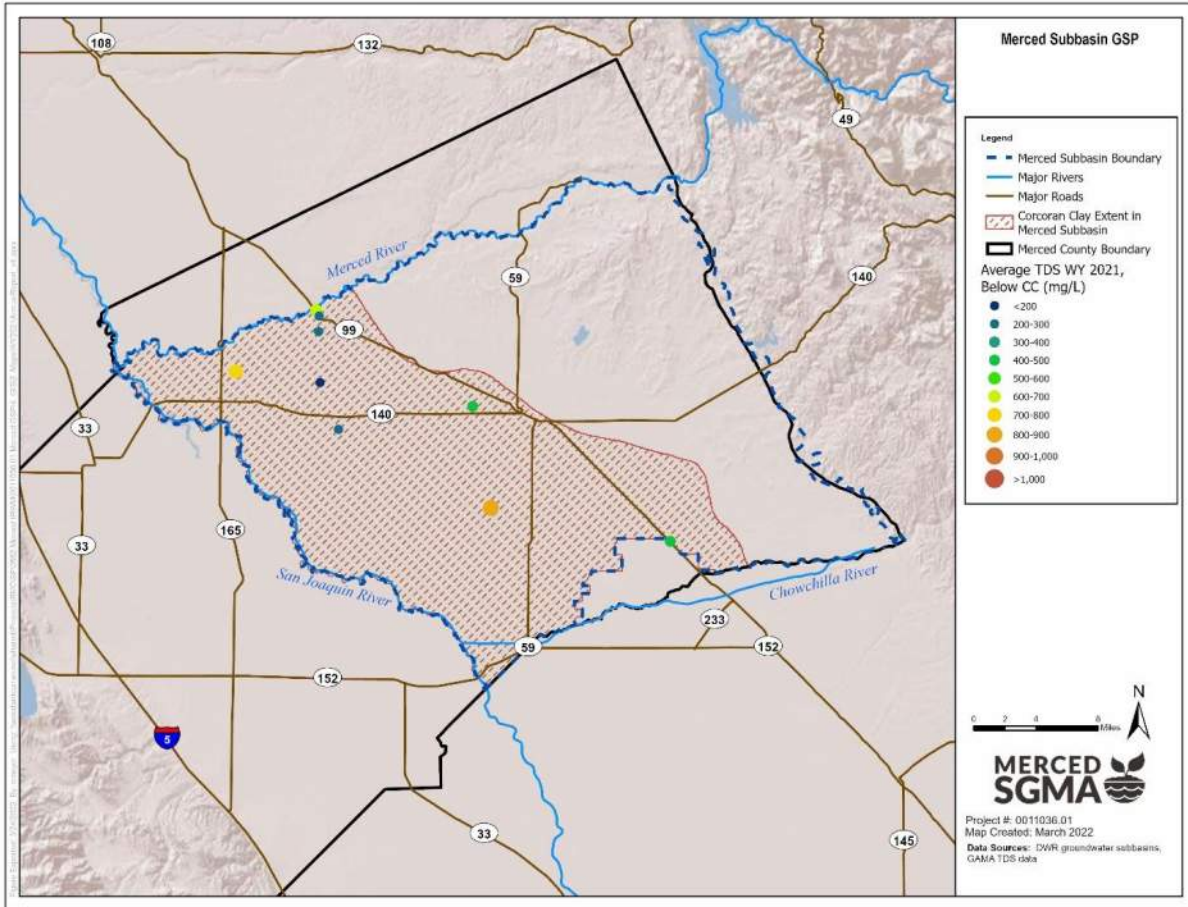 Merced Subbasin GSP
Legend
Merced Subbasin Boundary
Major Rivers
Major Roads
Corcoran Clay Extent in
Merced Subbasin
Merced County Boundary
Average TDS WY 2021,
Below CC (mg/L)
<200
200-300
300-400
400-500
500-600
600-700
700-800
800-900
900-1,000
>1,000
108
132
49
Merced River
59
140
99
140
33
165
33
San Joaquin River
Chowchilla River
233
59
152
152
5
33
145
N
0 2 4 8
Miles
MERCED
SGMA
Project #: 0011036.01
Map Created: March 2022
Data Sources: DWR groundwater subbasins,
GAMA TDS data